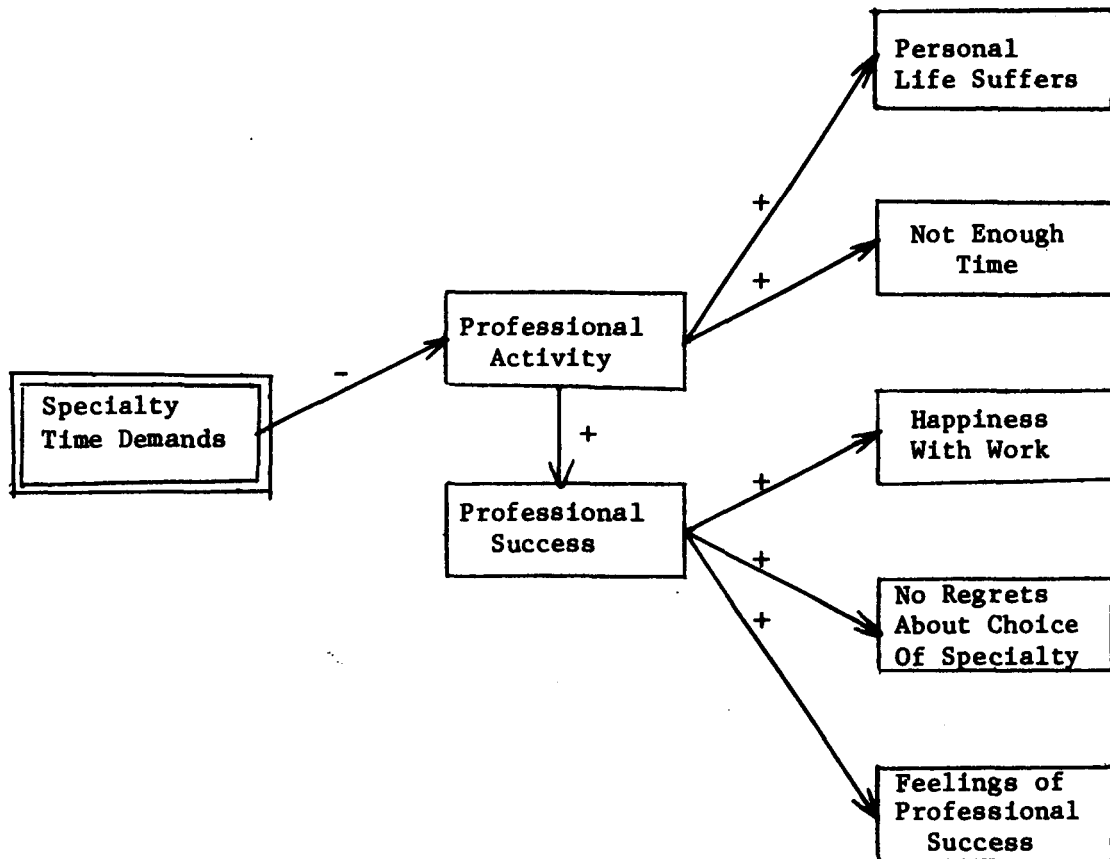 Personal
Life Suffers
+
Not Enough
Time
+
Professional
Activity
-
Specialty
Time Demands
+
Happiness
With Work
+
Professional
Success
+
No Regrets
About Choice
Of Specialty
+
Feelings of
Professional
Success